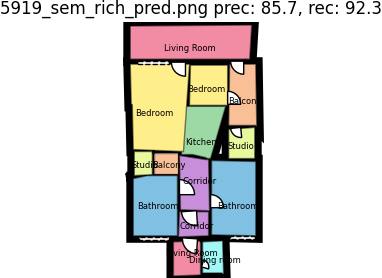 5919_sem_rich_pred.png prec: 85.7, rec: 92.3
Living Room
Bedroom
Balcony
Bedroom
Kitchen
Studio
Studio
Balcony
Corridor
Bathroom
Bathroom
Corridor
Living Room
Dining room